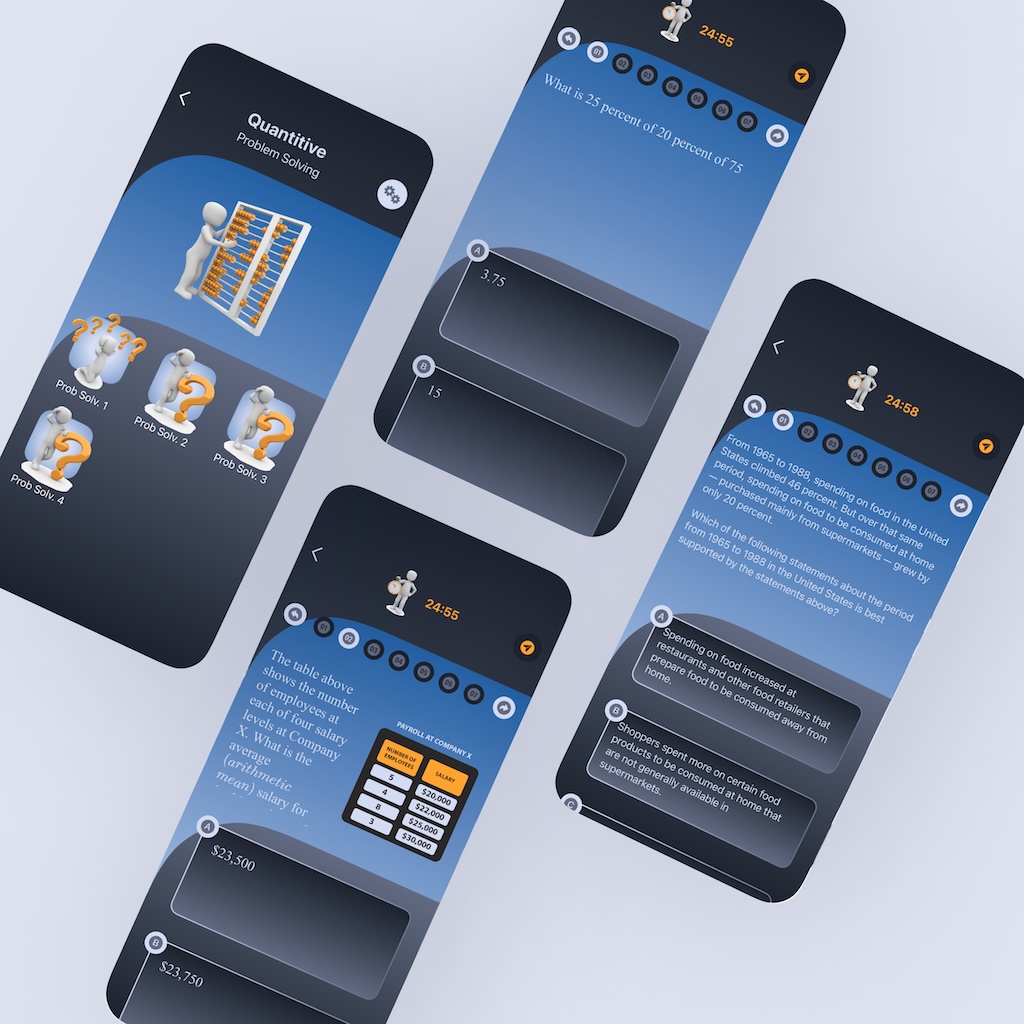 Quantitive
Problem Solving
Prob Solv. 1
Prob Solv. 2
Prob Solv. 3
Prob Solv. 4
24:55
01
02
03
04
05
06
07
What is 25 percent of 20 percent of 75
A
3.75
B
15
24:55
01
02
03
04
05
06
07
The table above
shows the number
of employees at
each of four salary
levels at Company
X. What is the
average
(arithmetic
mean) salary for
PAYROLL AT COMPANY X
NUMBER OF
EMPLOYEES
SALARY
5
$20,000
4
$22,000
8
$25,000
3
$30,000
A
$23,500
B
$23,750
24:58
01
02
03
04
05
06
07
From 1965 to 1988, spending on food in the United
States climbed 46 percent. But over that same
period, spending on food to be consumed at home
— purchased mainly from supermarkets — grew by
only 20 percent.
Which of the following statements about the period
from 1965 to 1988 in the United States is best
supported by the statements above?
A
Spending on food increased at
restaurants and other food retailers that
prepare food to be consumed away from
home.
B
Shoppers spent more on certain food
products to be consumed at home that
are not generally available in
supermarkets.
C